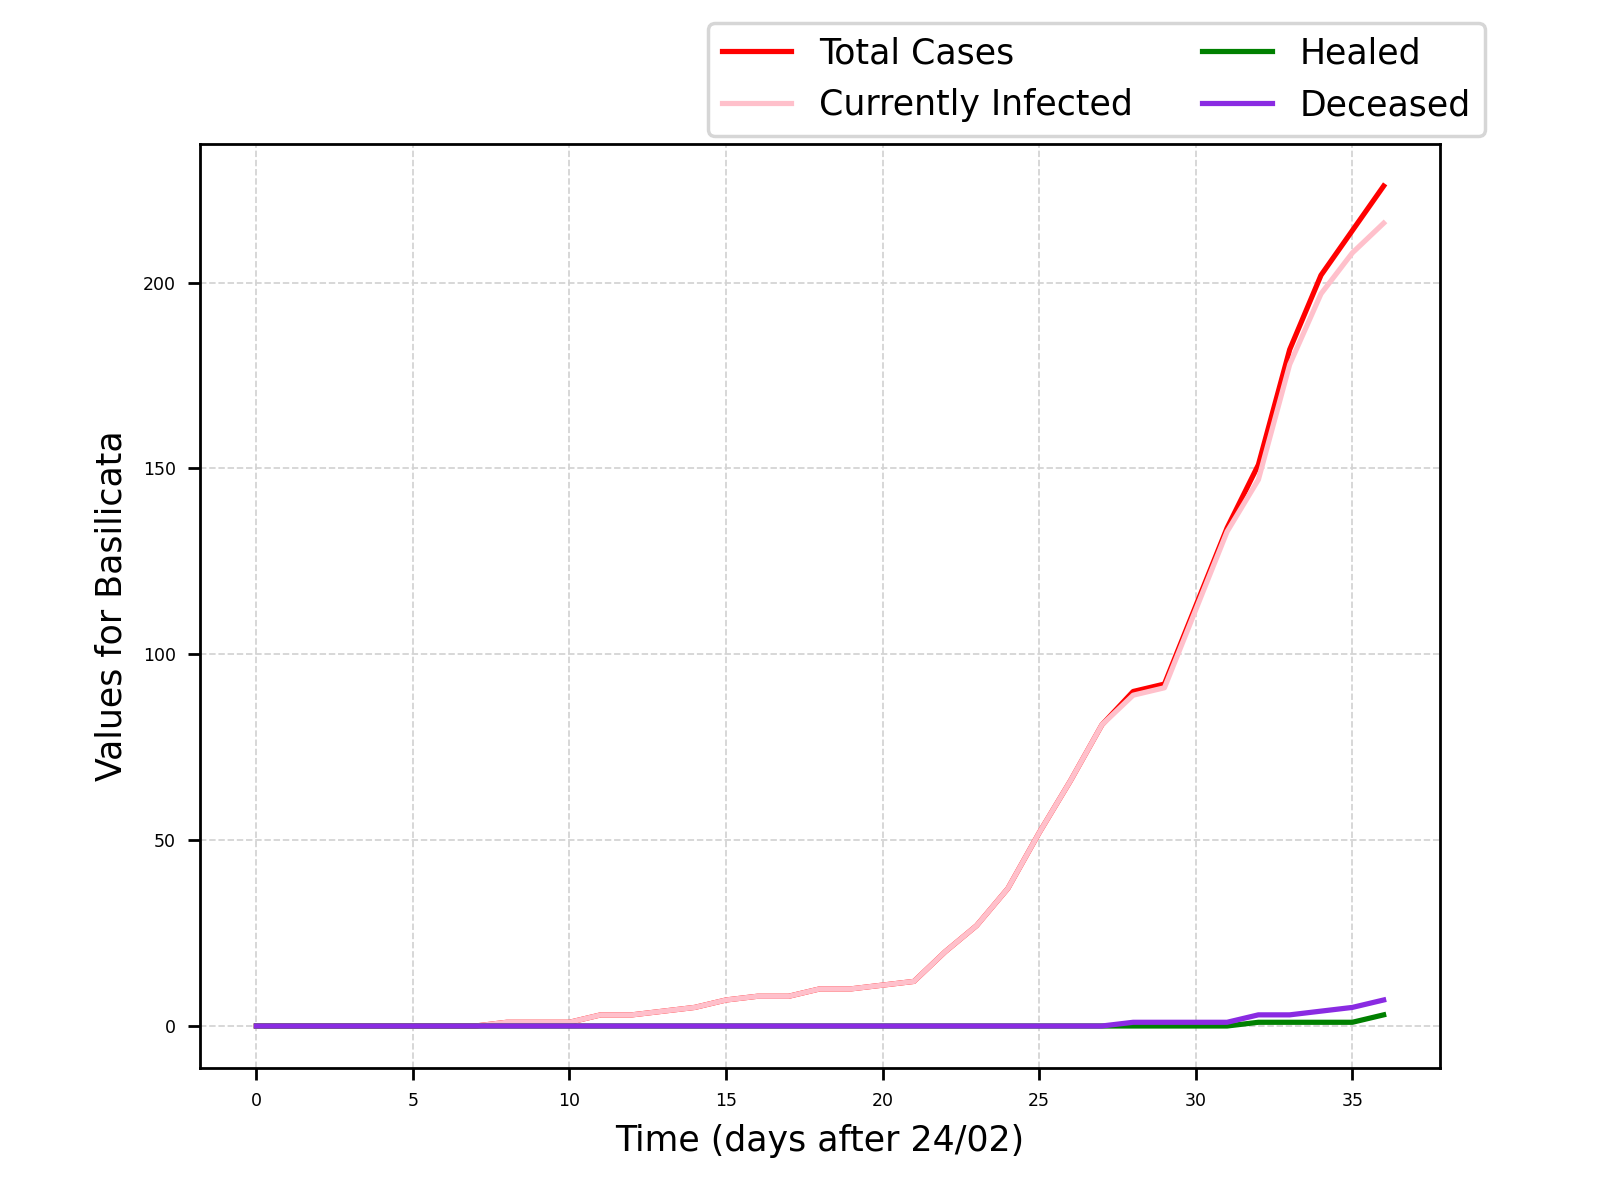 Total Cases
Currently Infected
Healed
Deceased
Values for Basilicata
200
150
100
50
0
0 5 10 15 20 25 30 35
Time (days after 24/02)